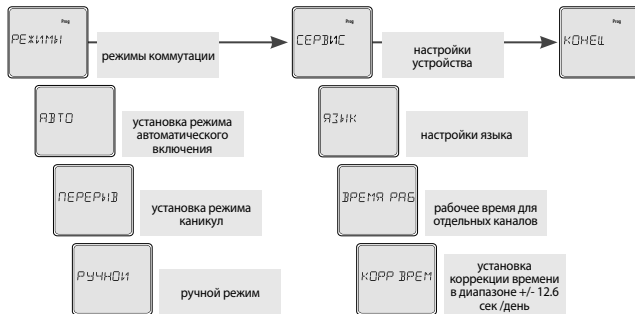 Prog
РЕЖИМЫ
режимы коммутации
Prog
СЕРВИС
настройки
устройства
Prog
КОНЕЦ
АВТО
установка режима
автоматического
включения
ЯЗЫК
настройки языка
ПЕРЕРЫВ
установка режима
каникул
ВРЕМЯ РАБ
рабочее время для
отдельных каналов
РУЧНОИ
ручной режим
КОРР ВРЕМ
установка
коррекции времени
в диапазоне +/- 12.6
сек /день